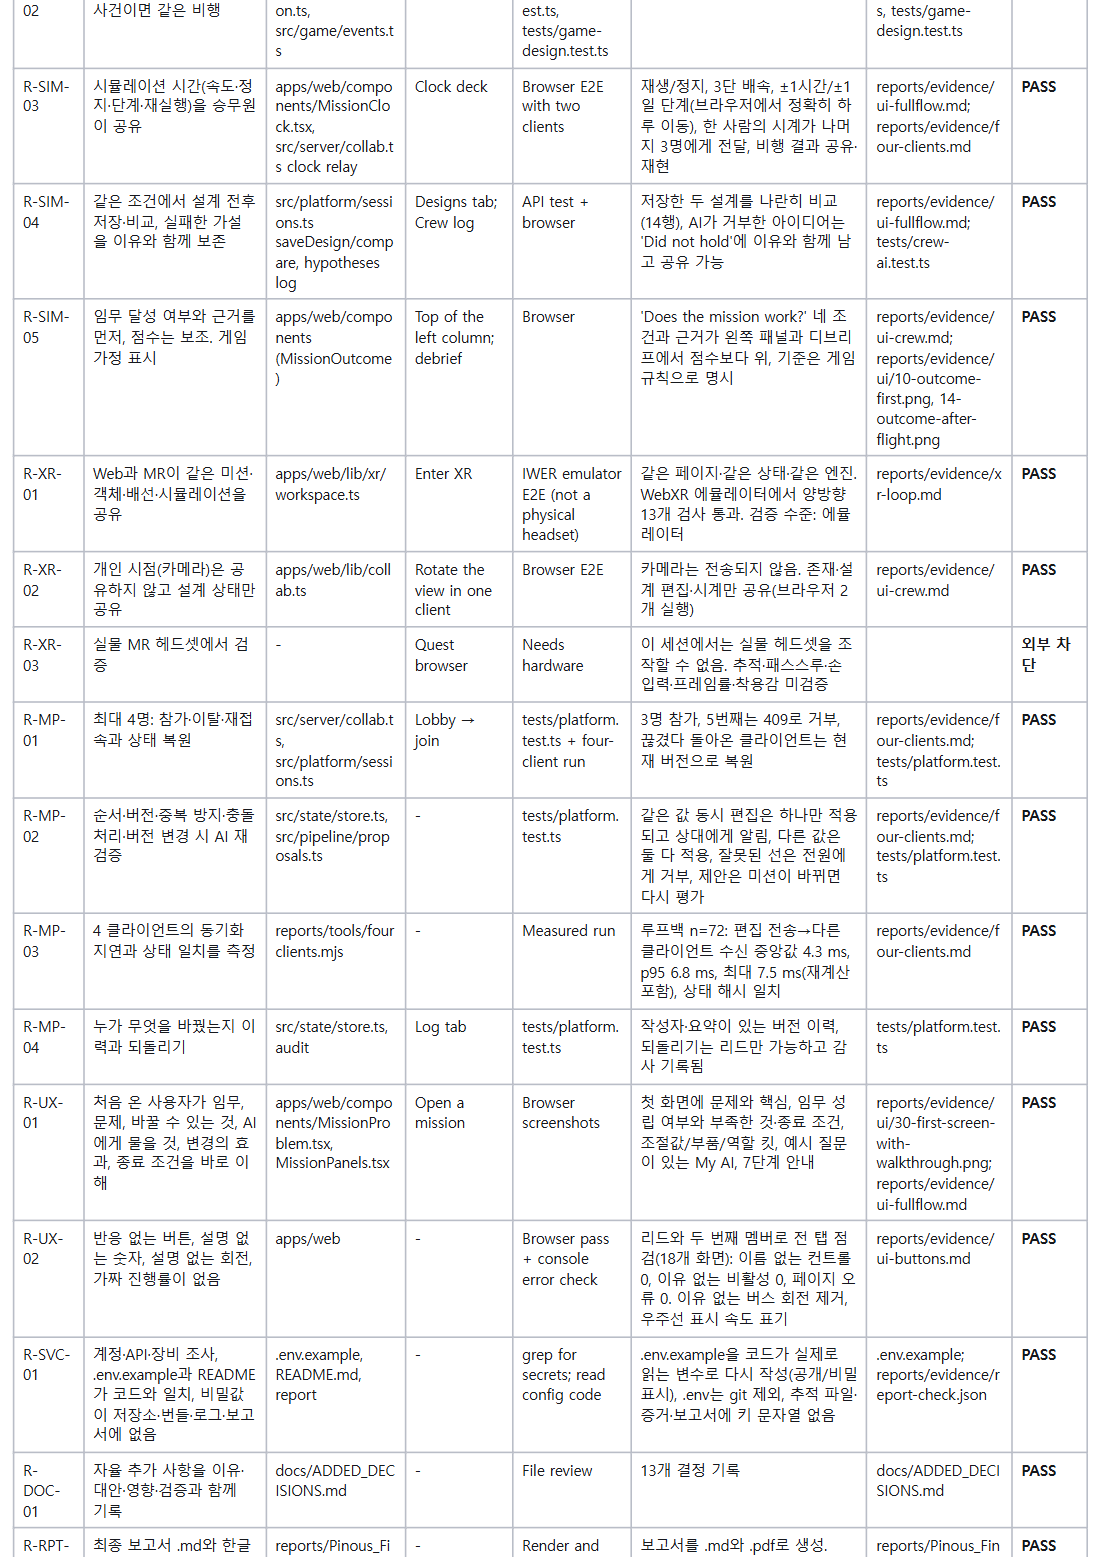 02
사건이면 같은 비행
on.ts,
src/game/events.t
s
est.ts,
tests/game-
design.test.ts
s, tests/game-
design.test.ts
R-SIM-
03
시뮬레이션 시간(속도·정
지·단계·재실행)을 승무원
이 공유
apps/web/compo
nents/MissionClo
ck.tsx,
src/server/collab.t
s clock relay
Clock deck
Browser E2E
with two
clients
재생/정지, 3단 배속, ±1시간/±1
일 단계(브라우저에서 정확히 하
루 이동), 한 사람의 시계가 나머
지 3명에게 전달, 비행 결과 공유·
재현
reports/evidence/
ui-fullflow.md;
reports/evidence/f
our-clients.md
PASS
R-SIM-
04
같은 조건에서 설계 전후
저장·비교, 실패한 가설
을 이유와 함께 보존
src/platform/sessi
ons.ts
saveDesign/comp
are, hypotheses
log
Designs tab;
Crew log
API test +
browser
저장한 두 설계를 나란히 비교
(14행), AI가 거부한 아이디어는
'Did not hold'에 이유와 함께 남
고 공유 가능
reports/evidence/
ui-fullflow.md;
tests/crew-
ai.test.ts
PASS
R-SIM-
05
임무 달성 여부와 근거를
먼저, 점수는 보조. 게임
가정 표시
apps/web/compo
nents
(MissionOutcome
)
Top of the
left column;
debrief
Browser
'Does the mission work?' 네 조
건과 근거가 왼쪽 패널과 디브리
프에서 점수보다 위, 기준은 게임
규칙으로 명시
reports/evidence/
ui-crew.md;
reports/evidence/
ui/10-outcome-
first.png, 14-
outcome-after-
flight.png
PASS
R-XR-
01
Web과 MR이 같은 미션·
객체·배선·시뮬레이션을
공유
apps/web/lib/xr/
workspace.ts
Enter XR
IWER emulator
E2E (not a
physical
headset)
같은 페이지·같은 상태·같은 엔진.
WebXR 에뮬레이터에서 양방향
13개 검사 통과. 검증 수준: 에뮬
레이터
reports/evidence/x
r-loop.md
PASS
R-XR-
02
개인 시점(카메라)은 공
유하지 않고 설계 상태만
공유
apps/web/lib/coll
ab.ts
Rotate the
view in one
client
Browser E2E
카메라는 전송되지 않음. 존재·설
계 편집·시계만 공유(브라우저 2
개 실행)
reports/evidence/
ui-crew.md
PASS
R-XR-
03
실물 MR 헤드셋에서 검
증
-
Quest
browser
Needs
hardware
이 세션에서는 실물 헤드셋을 조
작할 수 없음. 추적·패스스루·손
입력·프레임률·착용감 미검증
외부 차
단
R-MP-
01
최대 4명: 참가·이탈·재접
속과 상태 복원
src/server/collab.t
s,
src/platform/sessi
ons.ts
Lobby →
join
tests/platform.
test.ts + four-
client run
3명 참가, 5번째는 409로 거부,
끊겼다 돌아온 클라이언트는 현
재 버전으로 복원
reports/evidence/f
our-clients.md;
tests/platform.test.
ts
PASS
R-MP-
02
순서·버전·중복 방지·충돌
처리·버전 변경 시 AI 재
검증
src/state/store.ts,
src/pipeline/prop
osals.ts
-
tests/platform.
test.ts
같은 값 동시 편집은 하나만 적용
되고 상대에게 알림, 다른 값은
둘 다 적용, 잘못된 선은 전원에
게 거부, 제안은 미션이 바뀌면
다시 평가
reports/evidence/f
our-clients.md;
tests/platform.test.
ts
PASS
R-MP-
03
4 클라이언트의 동기화
지연과 상태 일치를 측정
reports/tools/four
clients.mjs
-
Measured run
루프백 n=72: 편집 전송→다른
클라이언트 수신 중앙값 4.3 ms,
p95 6.8 ms, 최대 7.5 ms(재계산
포함), 상태 해시 일치
reports/evidence/f
our-clients.md
PASS
R-MP-
04
누가 무엇을 바꿨는지 이
력과 되돌리기
src/state/store.ts,
audit
Log tab
tests/platform.
test.ts
작성자·요약이 있는 버전 이력,
되돌리기는 리드만 가능하고 감
사 기록됨
tests/platform.test.
ts
PASS
R-UX-
01
처음 온 사용자가 임무,
문제, 바꿀 수 있는 것, AI
에게 물을 것, 변경의 효
과, 종료 조건을 바로 이
해
apps/web/compo
nents/MissionPro
blem.tsx,
MissionPanels.tsx
Open a
mission
Browser
screenshots
첫 화면에 문제와 핵심, 임무 성
립 여부와 부족한 것·종료 조건,
조절값/부품/역할 킷, 예시 질문
이 있는 My AI, 7단계 안내
reports/evidence/
ui/30-first-screen-
with-
walkthrough.png;
reports/evidence/
ui-fullflow.md
PASS
R-UX-
02
반응 없는 버튼, 설명 없
는 숫자, 설명 없는 회전,
가짜 진행률이 없음
apps/web
-
Browser pass
+ console
error check
리드와 두 번째 멤버로 전 탭 점
검(18개 화면): 이름 없는 컨트롤
0, 이유 없는 비활성 0, 페이지 오
류 0. 이유 없는 버스 회전 제거,
우주선 표시 속도 표기
reports/evidence/
ui-buttons.md
PASS
R-SVC-
01
계정·API·장비 조사,
.env.example과 README
가 코드와 일치, 비밀값
이 저장소·번들·로그·보고
서에 없음
.env.example,
README.md,
report
-
grep for
secrets; read
config code
.env.example을 코드가 실제로
읽는 변수로 다시 작성(공개/비밀
표시), .env는 git 제외, 추적 파일·
증거·보고서에 키 문자열 없음
.env.example;
reports/evidence/r
eport-check.json
PASS
R-
DOC-
01
자율 추가 사항을 이유·
대안·영향·검증과 함께
기록
docs/ADDED_DEC
ISIONS.md
-
File review
13개 결정 기록
docs/ADDED_DECI
SIONS.md
PASS
R-RPT-
최종 보고서 .md와 한글
reports/Pinous_Fi
-
Render and
보고서를 .md와 .pdf로 생성.
reports/Pinous_Fin
PASS